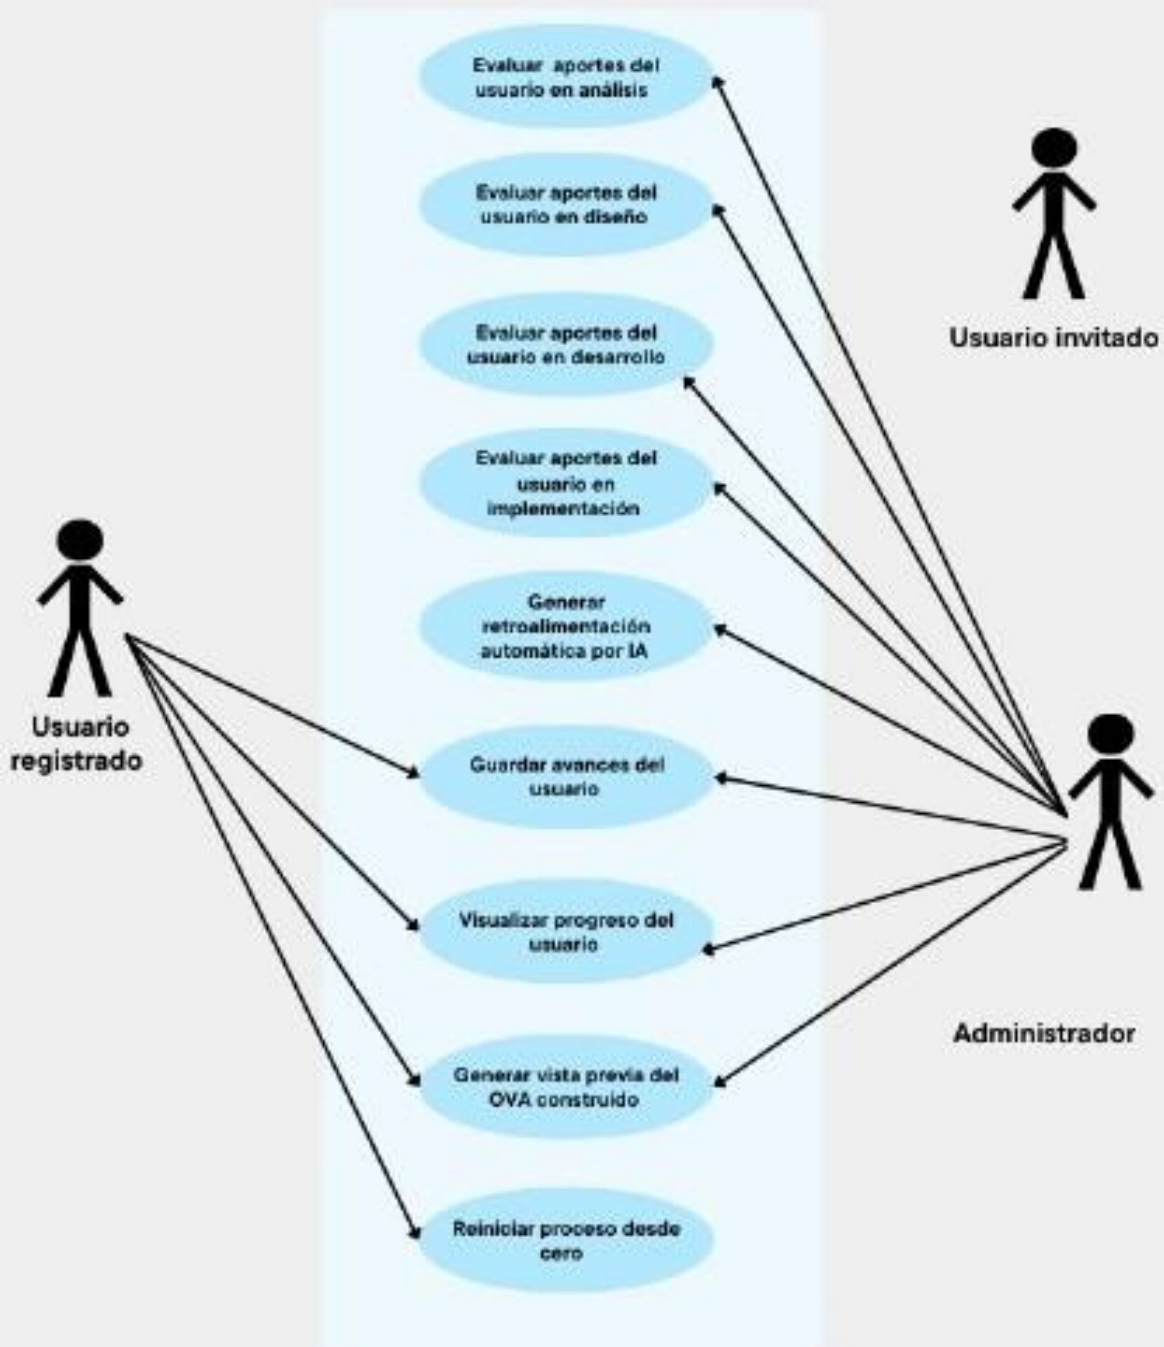 Evaluar aportes del
usuario en análisis
Evaluar aportes del
usuario en diseño
Usuario invitado
Evaluar aportes del
usuario en desarrollo
Evaluar aportes del
usuario en
implementación
Generar
retroalimentación
automática por IA
Usuario
registrado
Guardar avances del
usuario
Visualizar progreso del
usuario
Administrador
Generar vista previa del
OVA construido
Reiniciar proceso desde
cero